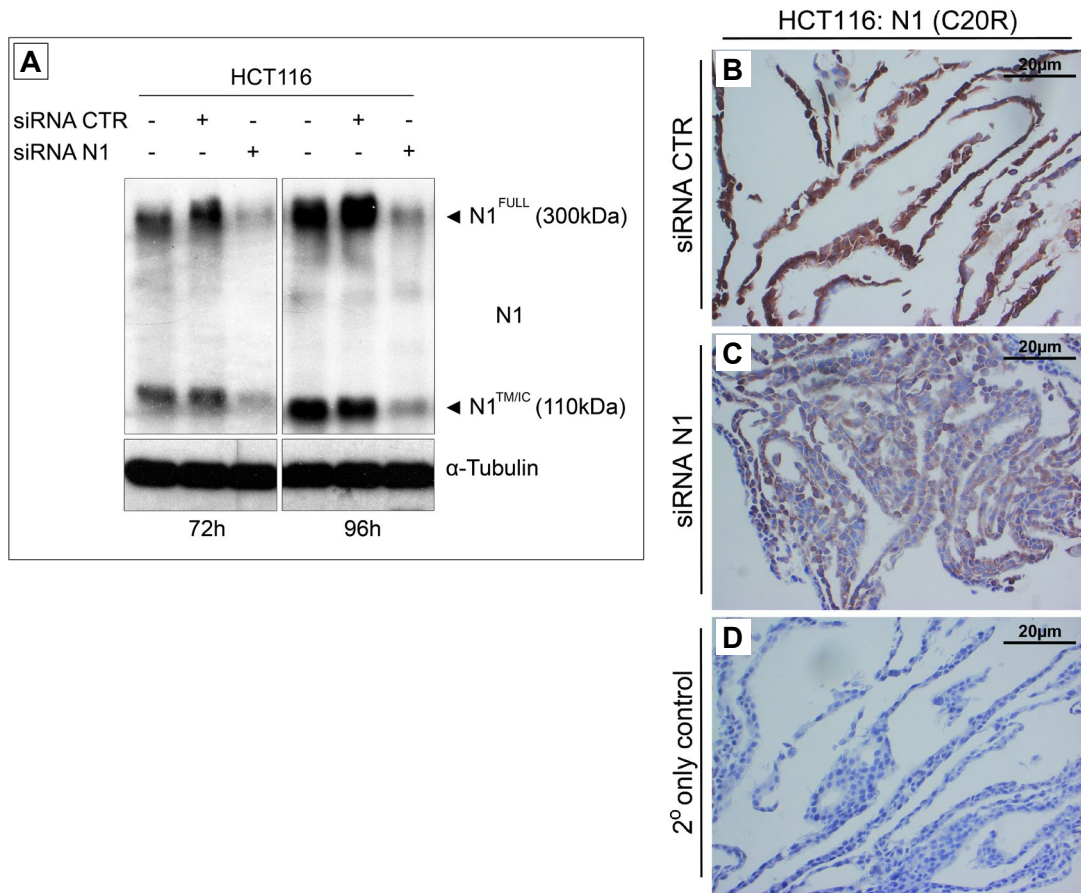 A
HCT116
siRNA CTR - + - - + -
siRNA N1 - - + - - +
◄ N1FULL (300kDa)
N1
◄ N1TM/IC (110kDa)
α-Tubulin
72h 96h
HCT116: N1 (C20R)
siRNA CTR
B
20µm
siRNA N1
C
20µm
2o only control
D
20µm